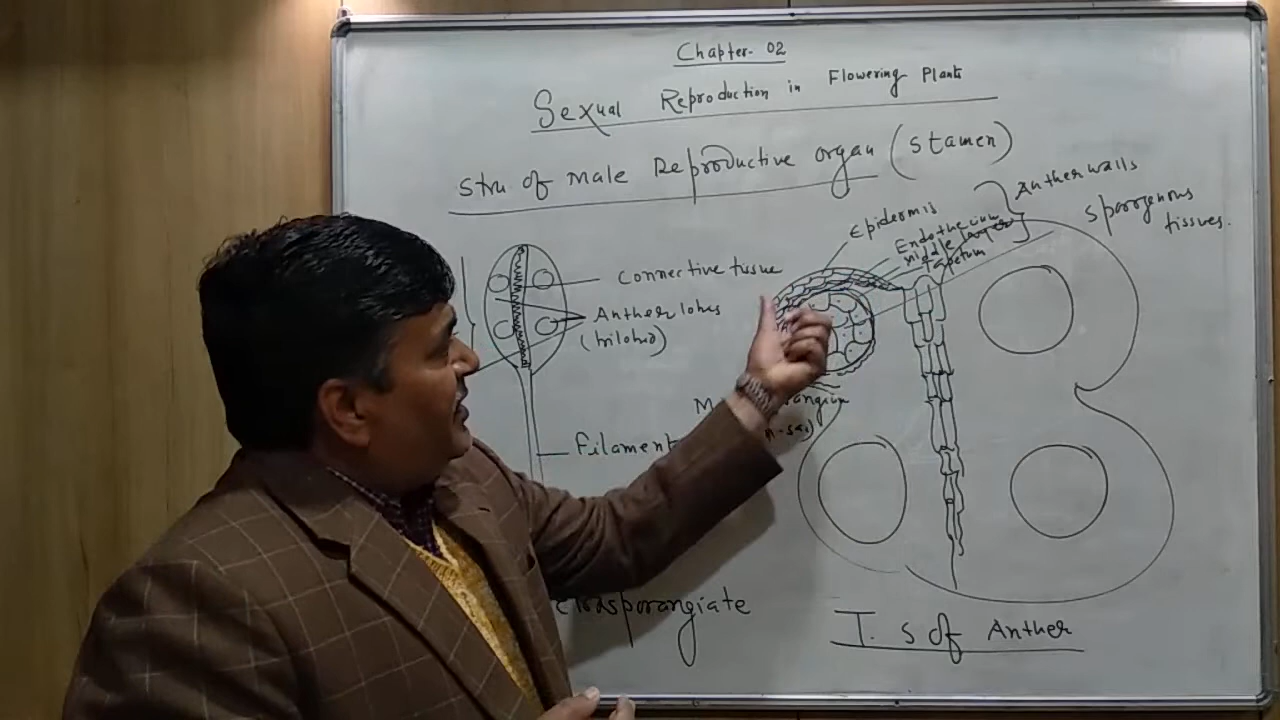 Chapter- 02
Sexual Reproduction in Flowering Plants
Stru of Male Reproductive organ (Stamen)
Anther walls
Sporogenous
tissues.
Epidermis
Endothecium
middle layer
Tapetum
Connective tissue
Anther lobes
(bilobed)
Filament
T. S of Anther